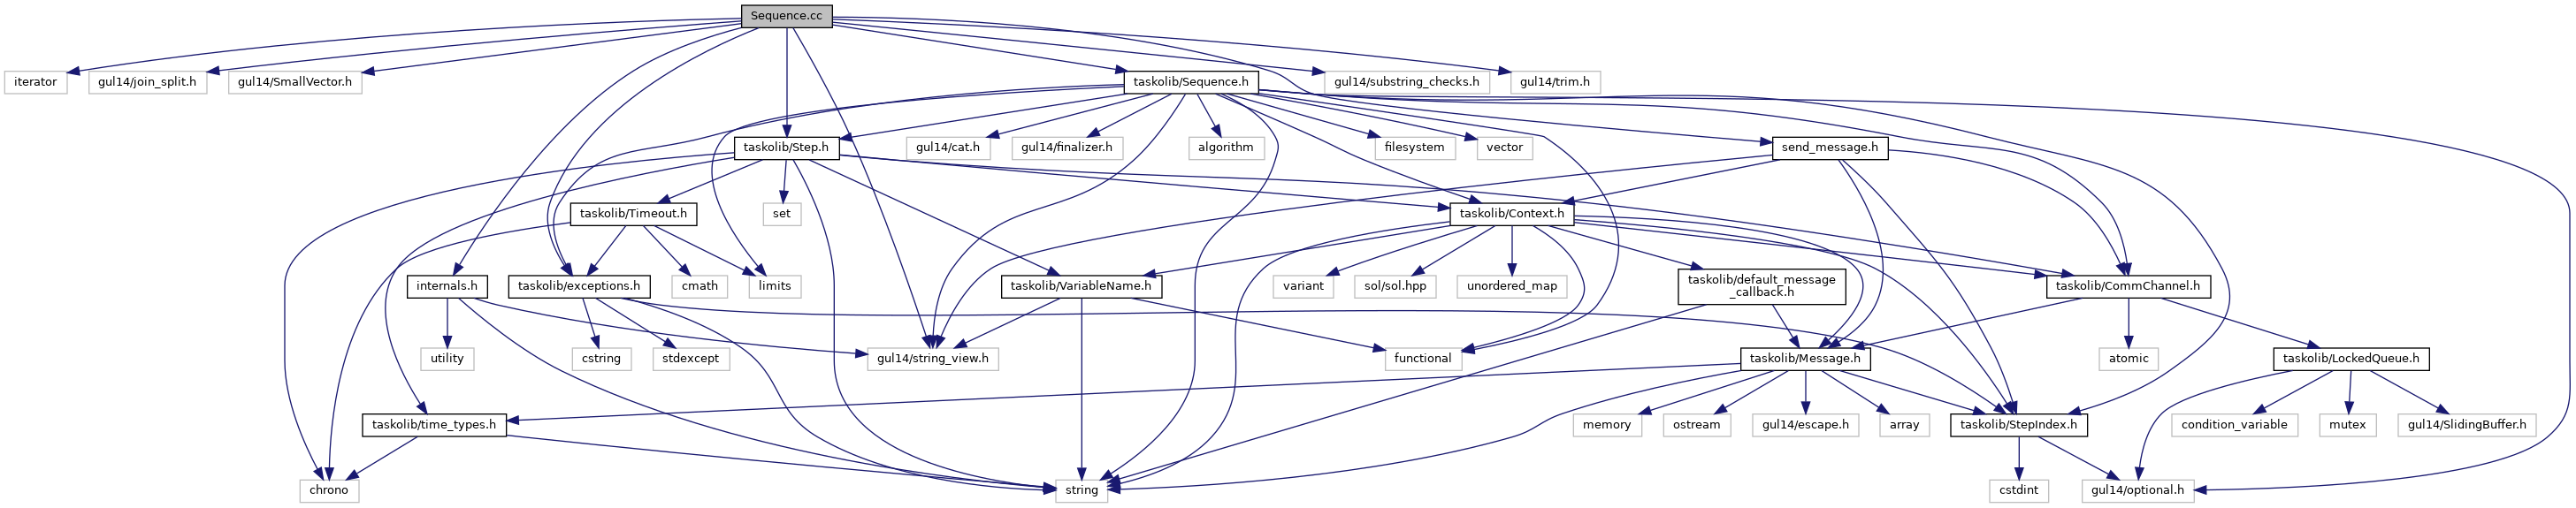 Sequence.cc
iterator
gul14/join_split.h
gul14/SmallVector.h
taskolib/Sequence.h
gul14/substring_checks.h
gul14/trim.h
taskolib/Step.h
gul14/cat.h
gul14/finalizer.h
algorithm
filesystem
vector
send_message.h
taskolib/Timeout.h
set
taskolib/Context.h
internals.h
taskolib/exceptions.h
cmath
limits
taskolib/VariableName.h
variant
sol/sol.hpp
unordered_map
taskolib/default_message
_callback.h
taskolib/CommChannel.h
utility
cstring
stdexcept
gul14/string_view.h
functional
taskolib/Message.h
atomic
taskolib/LockedQueue.h
taskolib/time_types.h
memory
ostream
gul14/escape.h
array
taskolib/StepIndex.h
condition_variable
mutex
gul14/SlidingBuffer.h
chrono
string
cstdint
gul14/optional.h